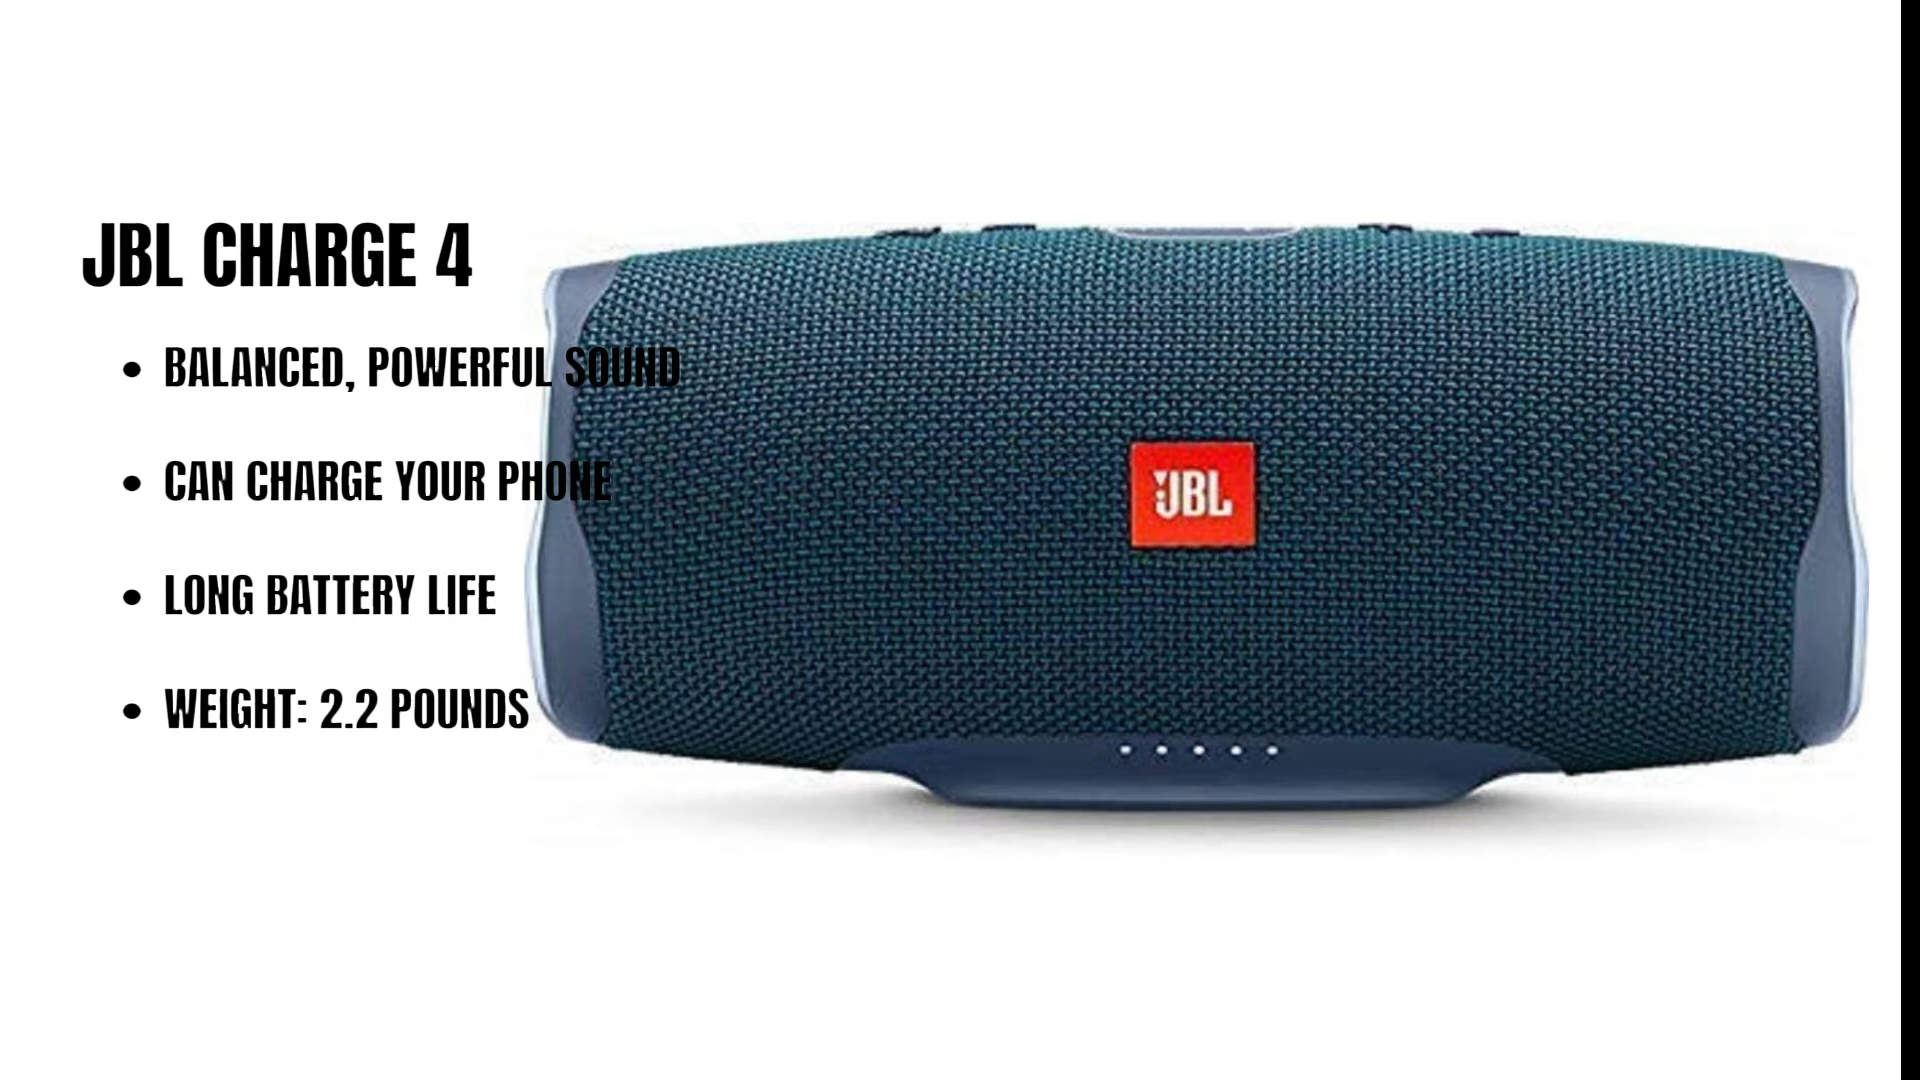 JBL CHARGE 4
• BALANCED, POWERFUL SOUND
• CAN CHARGE YOUR PHONE
• LONG BATTERY LIFE
• WEIGHT: 2.2 POUNDS
JBL